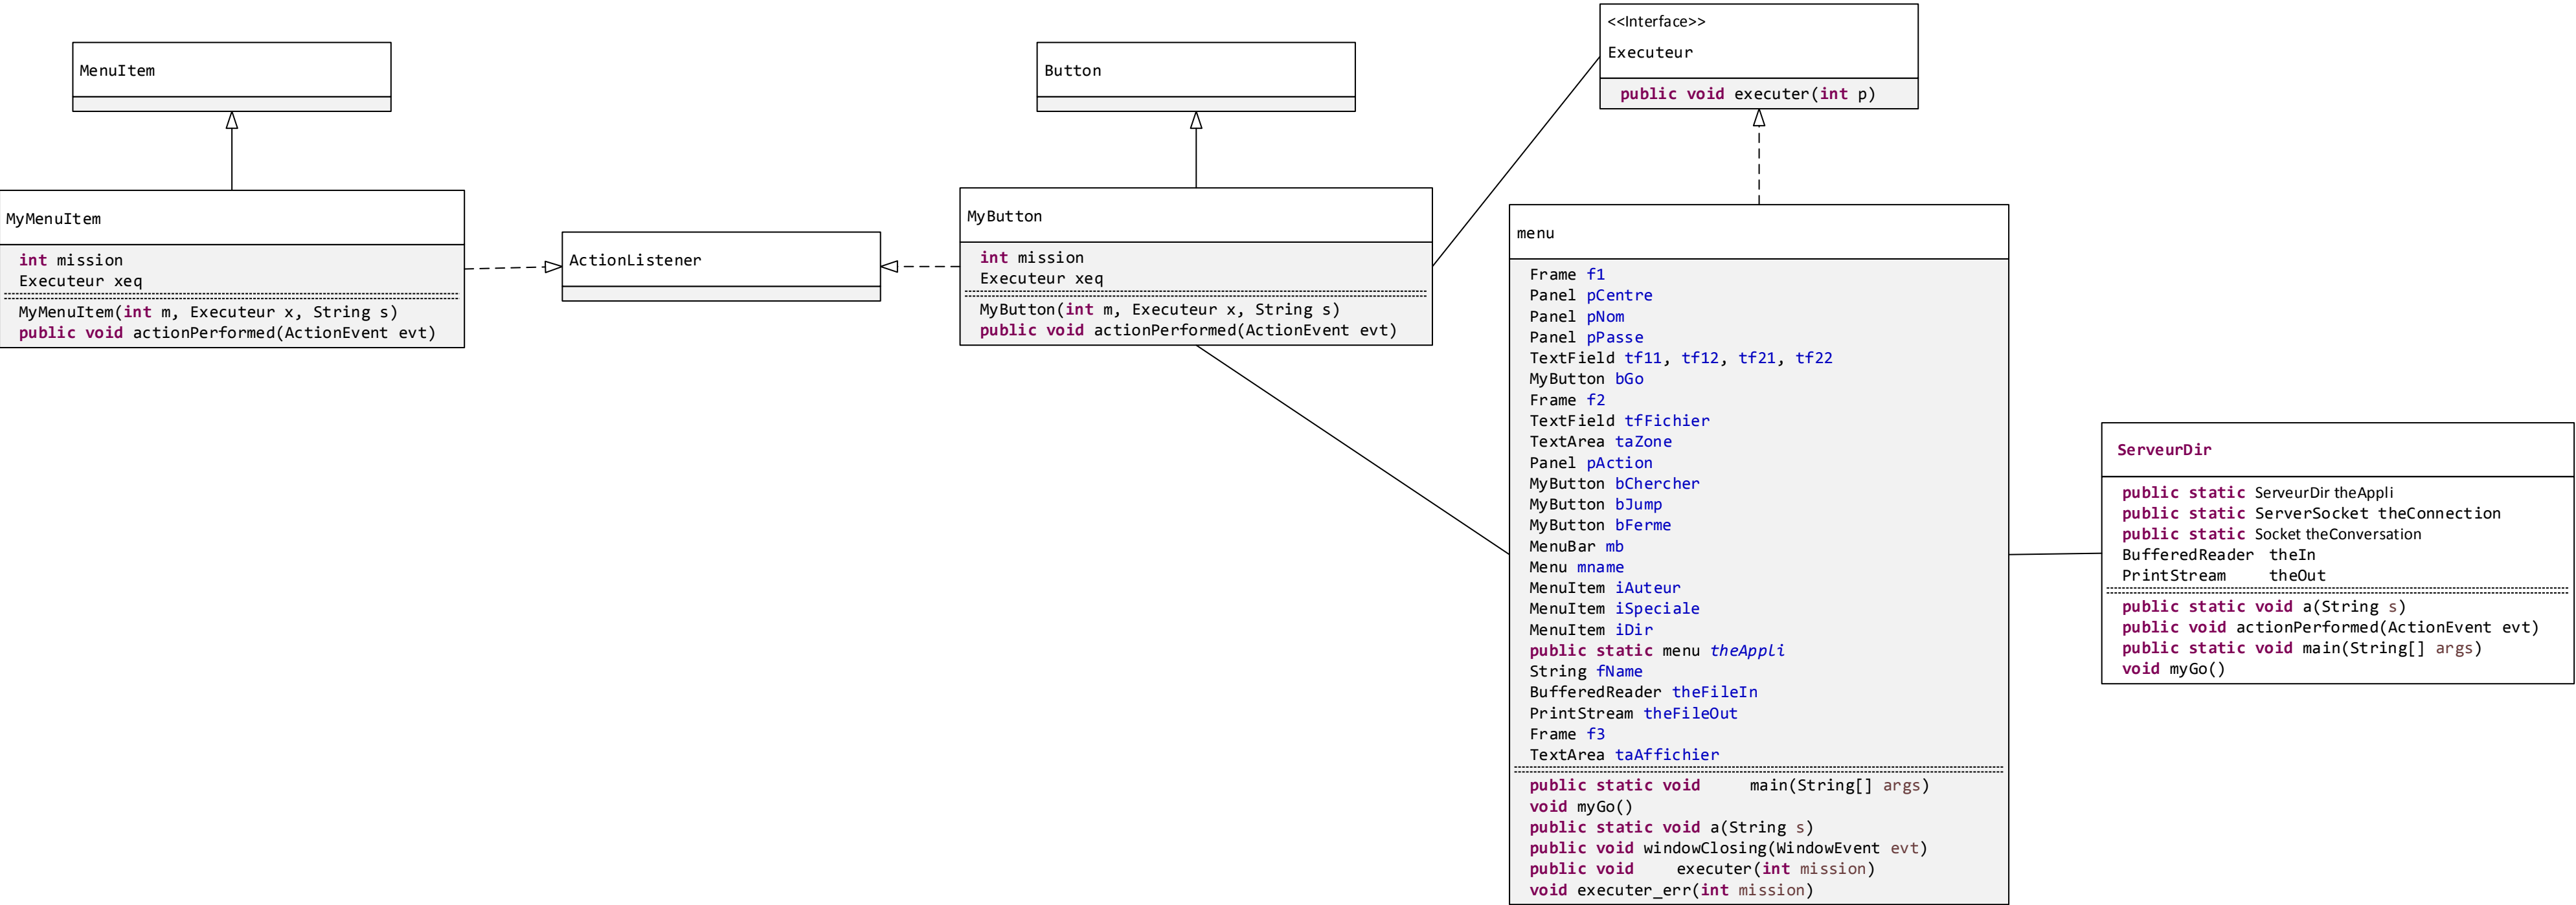 MenuItem
MyMenuItem
int mission
Executeur xeq
MyMenuItem(int m, Executeur x, String s)
public void actionPerformed(ActionEvent evt)
ActionListener
Button
MyButton
int mission
Executeur xeq
MyButton(int m, Executeur x, String s)
public void actionPerformed(ActionEvent evt)
<<Interface>>
Executeur
public void executer(int p)
menu
Frame f1
Panel pCentre
Panel pNom
Panel pPasse
TextField tf11, tf12, tf21, tf22
MyButton bGo
Frame f2
TextField tfFichier
TextArea taZone
Panel pAction
MyButton bChercher
MyButton bJump
MyButton bFerme
MenuBar mb
Menu mname
MenuItem iAuteur
MenuItem iSpeciale
MenuItem iDir
public static menu theAppli
String fName
BufferedReader theFileIn
PrintStream theFileOut
Frame f3
TextArea taAffichier
public static void main(String[] args)
void myGo()
public static void a(String s)
public void windowClosing(WindowEvent evt)
public void executer(int mission)
void executer_err(int mission)
ServeurDir
public static ServeurDir theAppli
public static ServerSocket theConnection
public static Socket theConversation
BufferedReader theIn
PrintStream theOut
public static void a(String s)
public void actionPerformed(ActionEvent evt)
public static void main(String[] args)
void myGo()